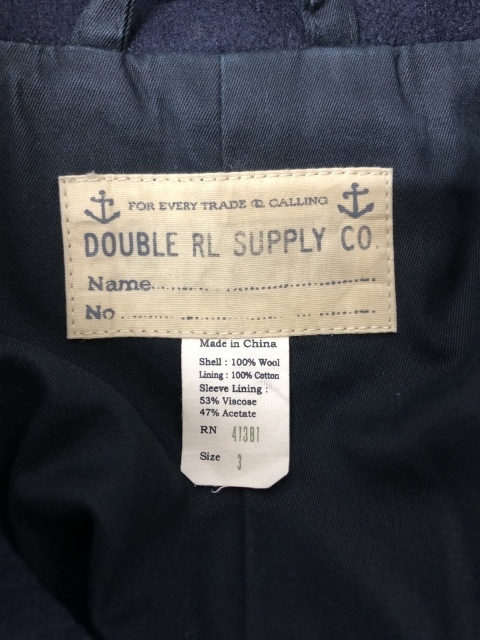 FOR EVERY TRADE & CALLING
DOUBLE RL SUPPLY CO.
Name
No
Made in China
Shell : 100% Wool
Lining : 100% Cotton
Sleeve Lining :
53% Viscose
47% Acetate
RN 41381
Size 3